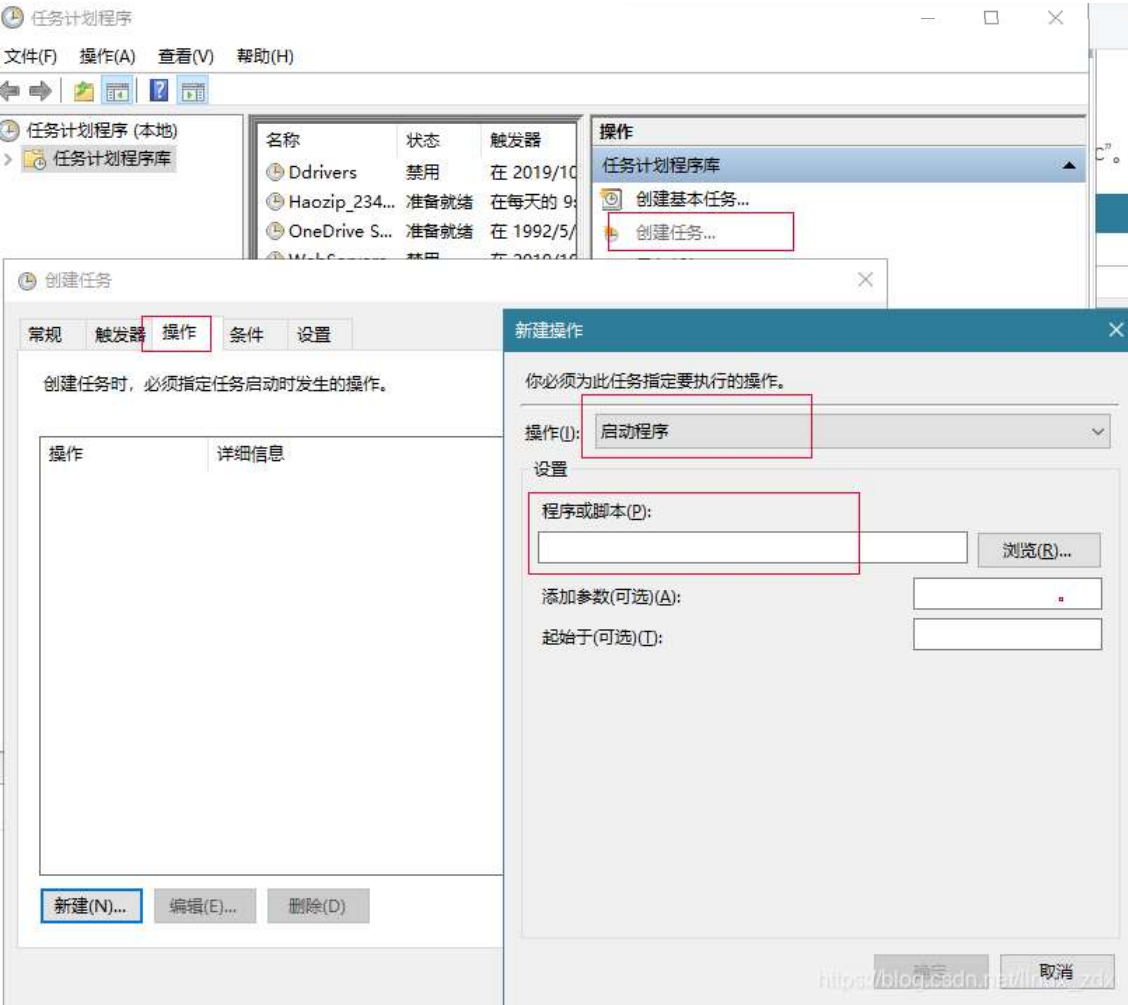 任务计划程序
文件(F) 操作(A) 查看(V) 帮助(H)
任务计划程序 (本地)
任务计划程序库
名称 状态 触发器
Ddrivers 禁用 在 2019/10
Haozip_234... 准备就绪 在每天的 9:
OneDrive S... 准备就绪 在 1992/5/
操作
任务计划程序库
创建基本任务...
创建任务...
c”。
创建任务
常规 触发器 操作 条件 设置
创建任务时，必须指定任务启动时发生的操作。
操作 详细信息
新建(N)... 编辑(E)... 删除(D)
新建操作
你必须为此任务指定要执行的操作。
操作(I): 启动程序
设置
程序或脚本(P):
浏览(R)...
添加参数(可选)(A):
起始于(可选)(T):
确定 取消